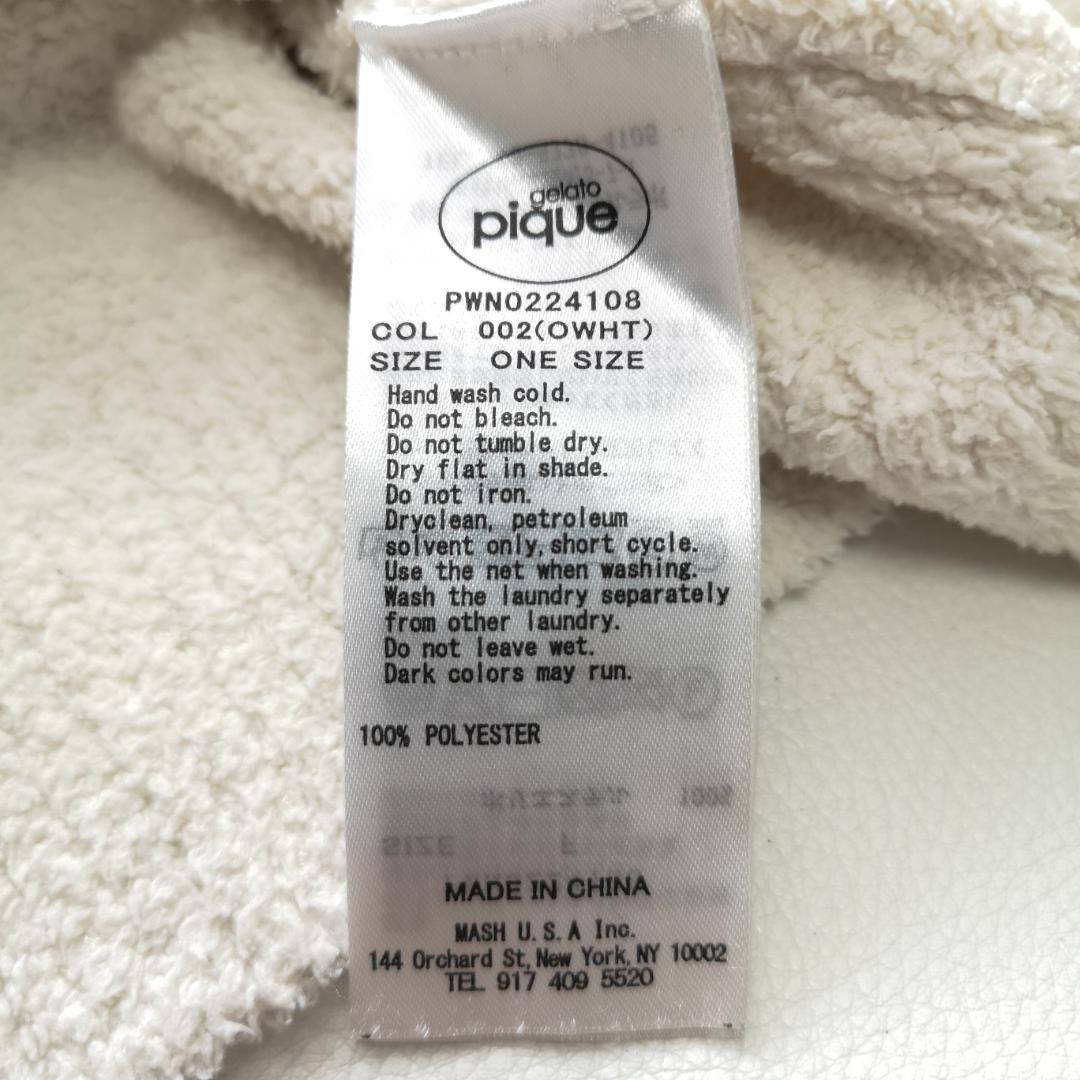 gelato
pique
PWNO224108
COL 002(OWHT)
SIZE ONE SIZE
Hand wash cold.
Do not bleach.
Do not tumble dry.
Dry flat in shade.
Do not iron.
Dryclean, petroleum
solvent only, short cycle.
Use the net when washing.
Wash the laundry separately
from other laundry.
Do not leave wet.
Dark colors may run.
100% POLYESTER
MADE IN CHINA
MASH U.S.A Inc.
144 Orchard St, New York, NY 10002
TEL 917 409 5520